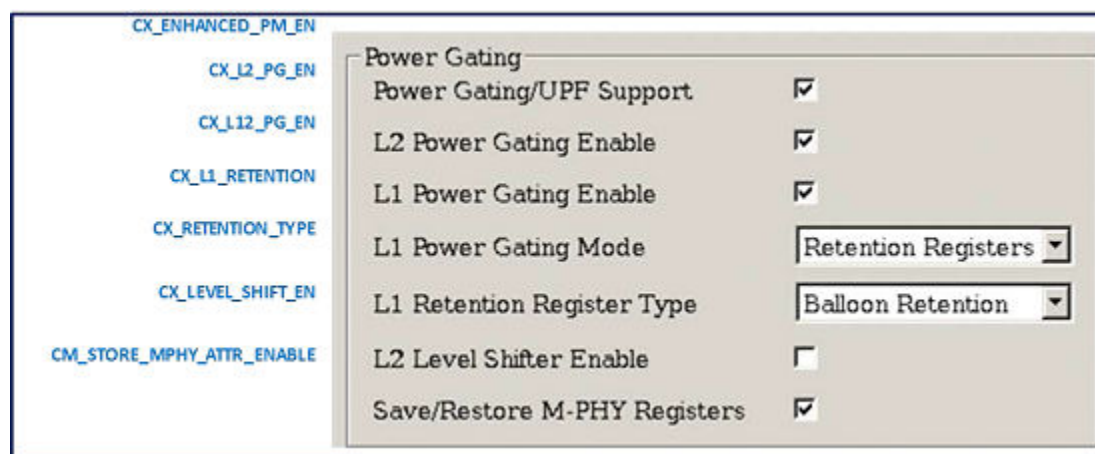 CX_ENHANCED_PM_EN
Power Gating
CX_L2_PG_EN
Power Gating/UPF Support
CX_L12_PG_EN
L2 Power Gating Enable
CX_L1_RETENTION
L1 Power Gating Enable
CX_RETENTION_TYPE
L1 Power Gating Mode Retention Registers
CX_LEVEL_SHIFT_EN
L1 Retention Register Type Balloon Retention
CM_STORE_MPHY_ATTR_ENABLE
L2 Level Shifter Enable
Save/Restore M-PHY Registers